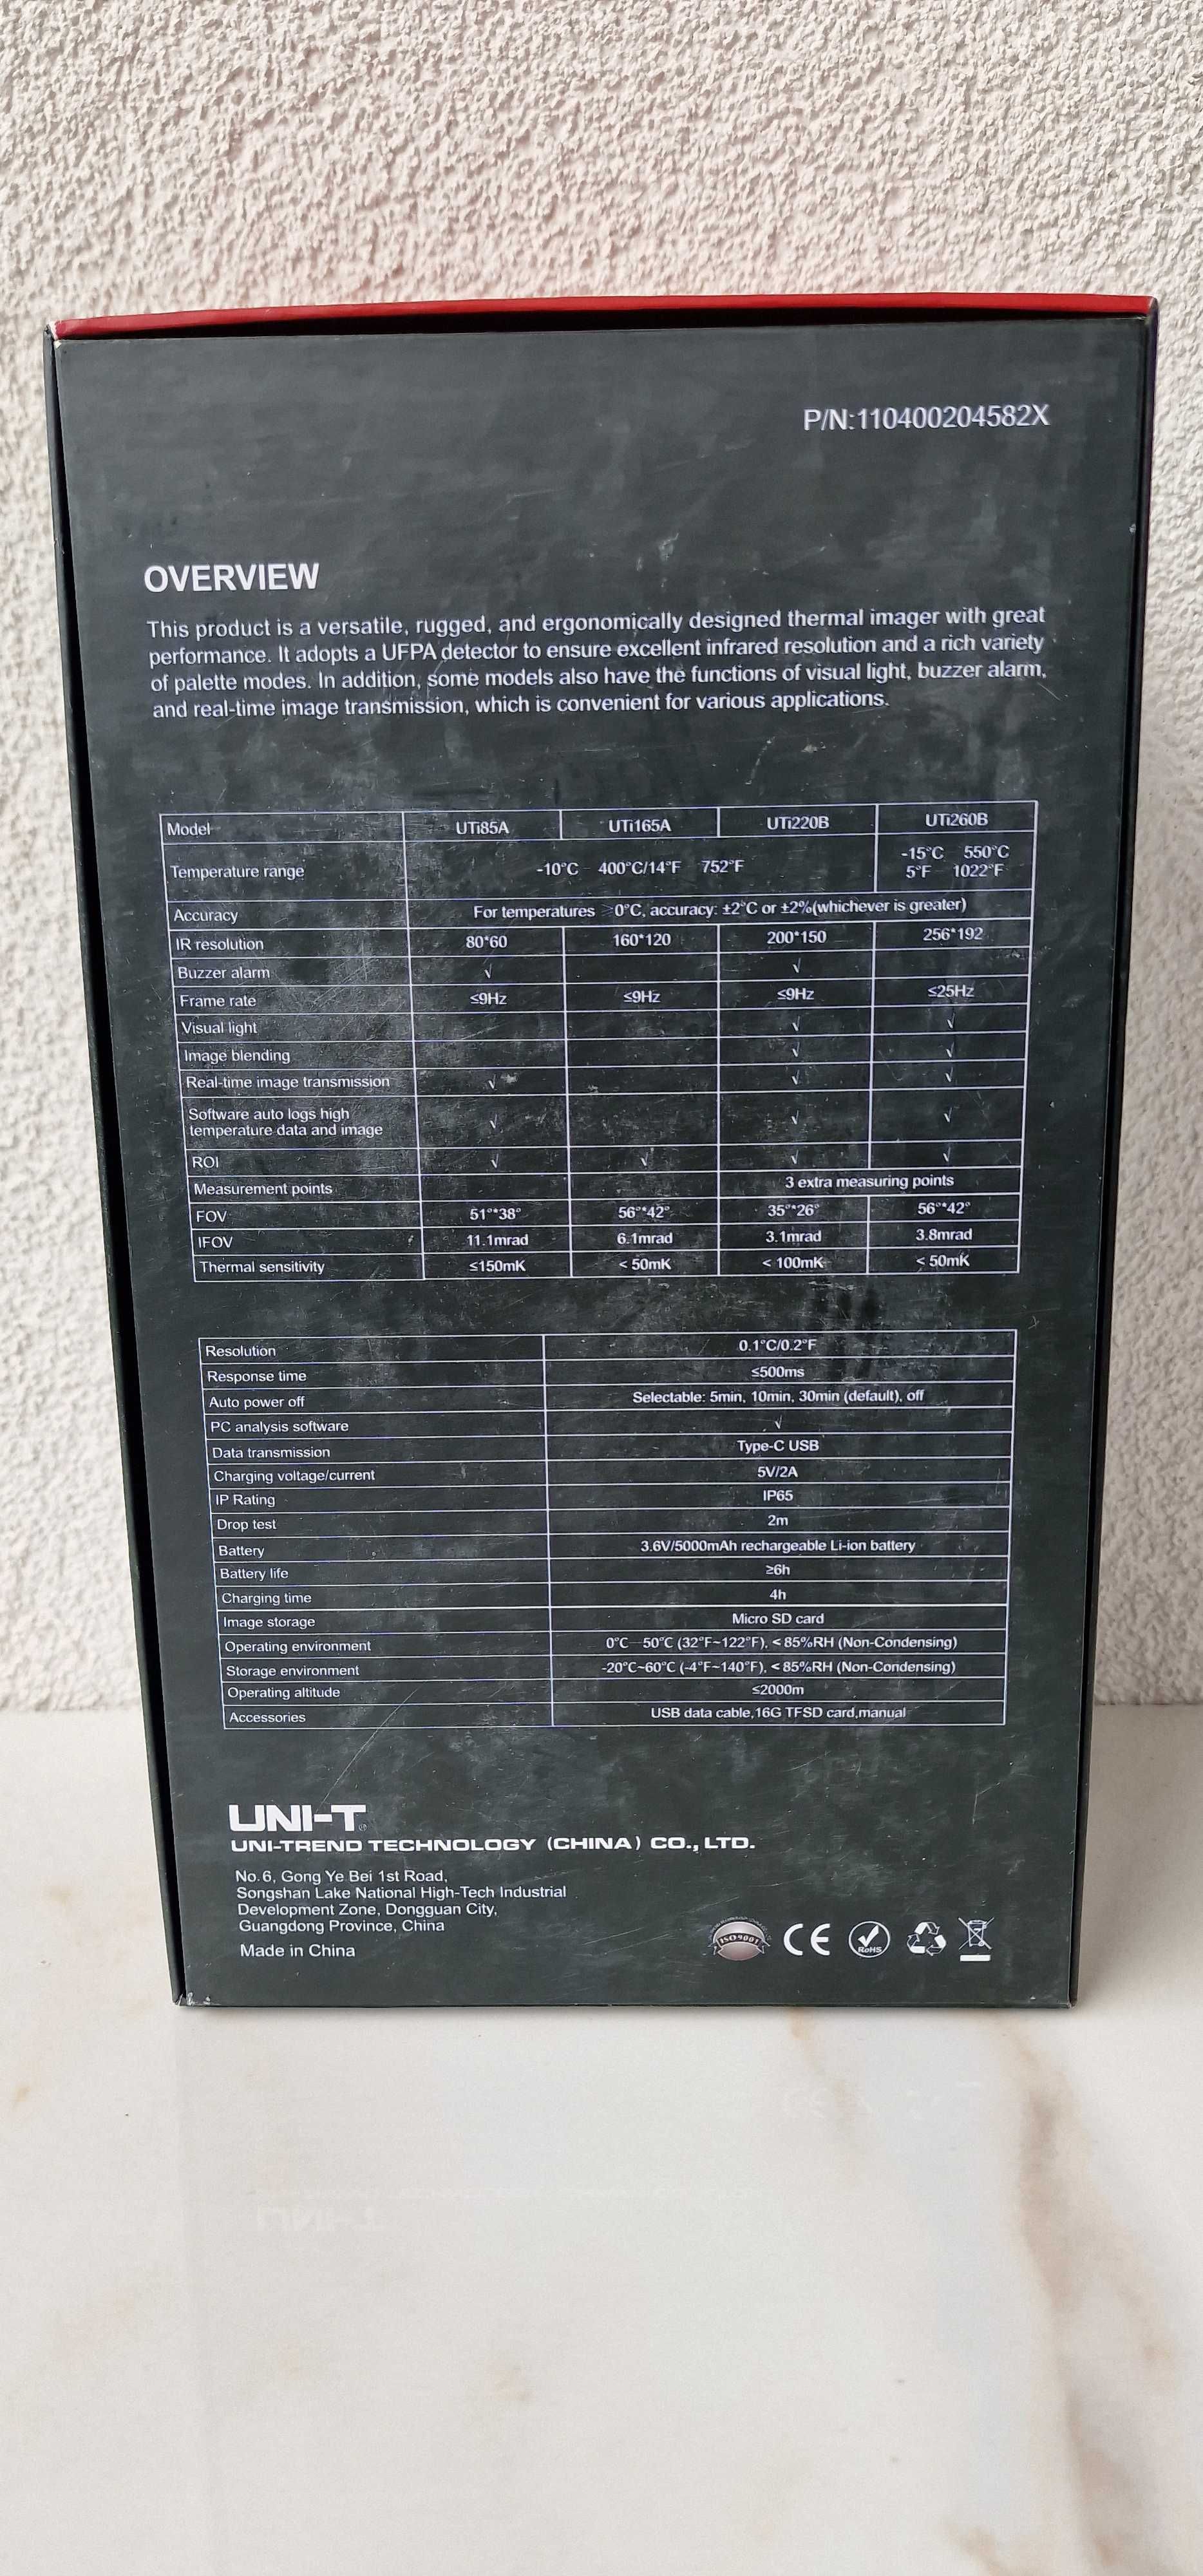 P/N:110400204582X
OVERVIEW
This product is a versatile, rugged, and ergonomically designed thermal imager with great
performance. It adopts a UFPA detector to ensure excellent infrared resolution and a rich variety
of palette modes. In addition, some models also have the functions of visual light, buzzer alarm,
and real-time image transmission, which is convenient for various applications.
Model UTi85A UTi165A UTi220B UTi260B
Temperature range -10°C 400°C/14°F 752°F -15°C 550°C
5°F 1022°F
Accuracy For temperatures >0°C, accuracy: ±2°C or ±2%(whichever is greater)
IR resolution 80*60 160*120 200*150 256*192
Buzzer alarm √ √
Frame rate ≤9Hz ≤9Hz ≤9Hz ≤25Hz
Visual light √ √
Image blending √ √
Real-time image transmission √ √ √
Software auto logs high
temperature data and image √ √ √
ROI √ √ √ √
Measurement points 3 extra measuring points
FOV 51°*38° 56°*42° 35°*26° 56°*42°
IFOV 11.1mrad 6.1mrad 3.1mrad 3.8mrad
Thermal sensitivity ≤150mK < 50mK < 100mK < 50mK
Resolution 0.1°C/0.2°F
Response time ≤500ms
Auto power off Selectable: 5min, 10min, 30min (default), off
PC analysis software √
Data transmission Type-C USB
Charging voltage/current 5V/2A
IP Rating IP65
Drop test 2m
Battery 3.6V/5000mAh rechargeable Li-ion battery
Battery life ≥6h
Charging time 4h
Image storage Micro SD card
Operating environment 0°C 50°C (32°F~122°F), < 85%RH (Non-Condensing)
Storage environment -20°C~60°C (-4°F~140°F), < 85%RH (Non-Condensing)
Operating altitude ≤2000m
Accessories USB data cable,16G TFSD card,manual
UNI-T®
UNI-TREND TECHNOLOGY (CHINA) CO., LTD.
No.6, Gong Ye Bei 1st Road,
Songshan Lake National High-Tech Industrial
Development Zone, Dongguan City,
Guangdong Province, China
Made in China
ISO 9001 CE RoHS